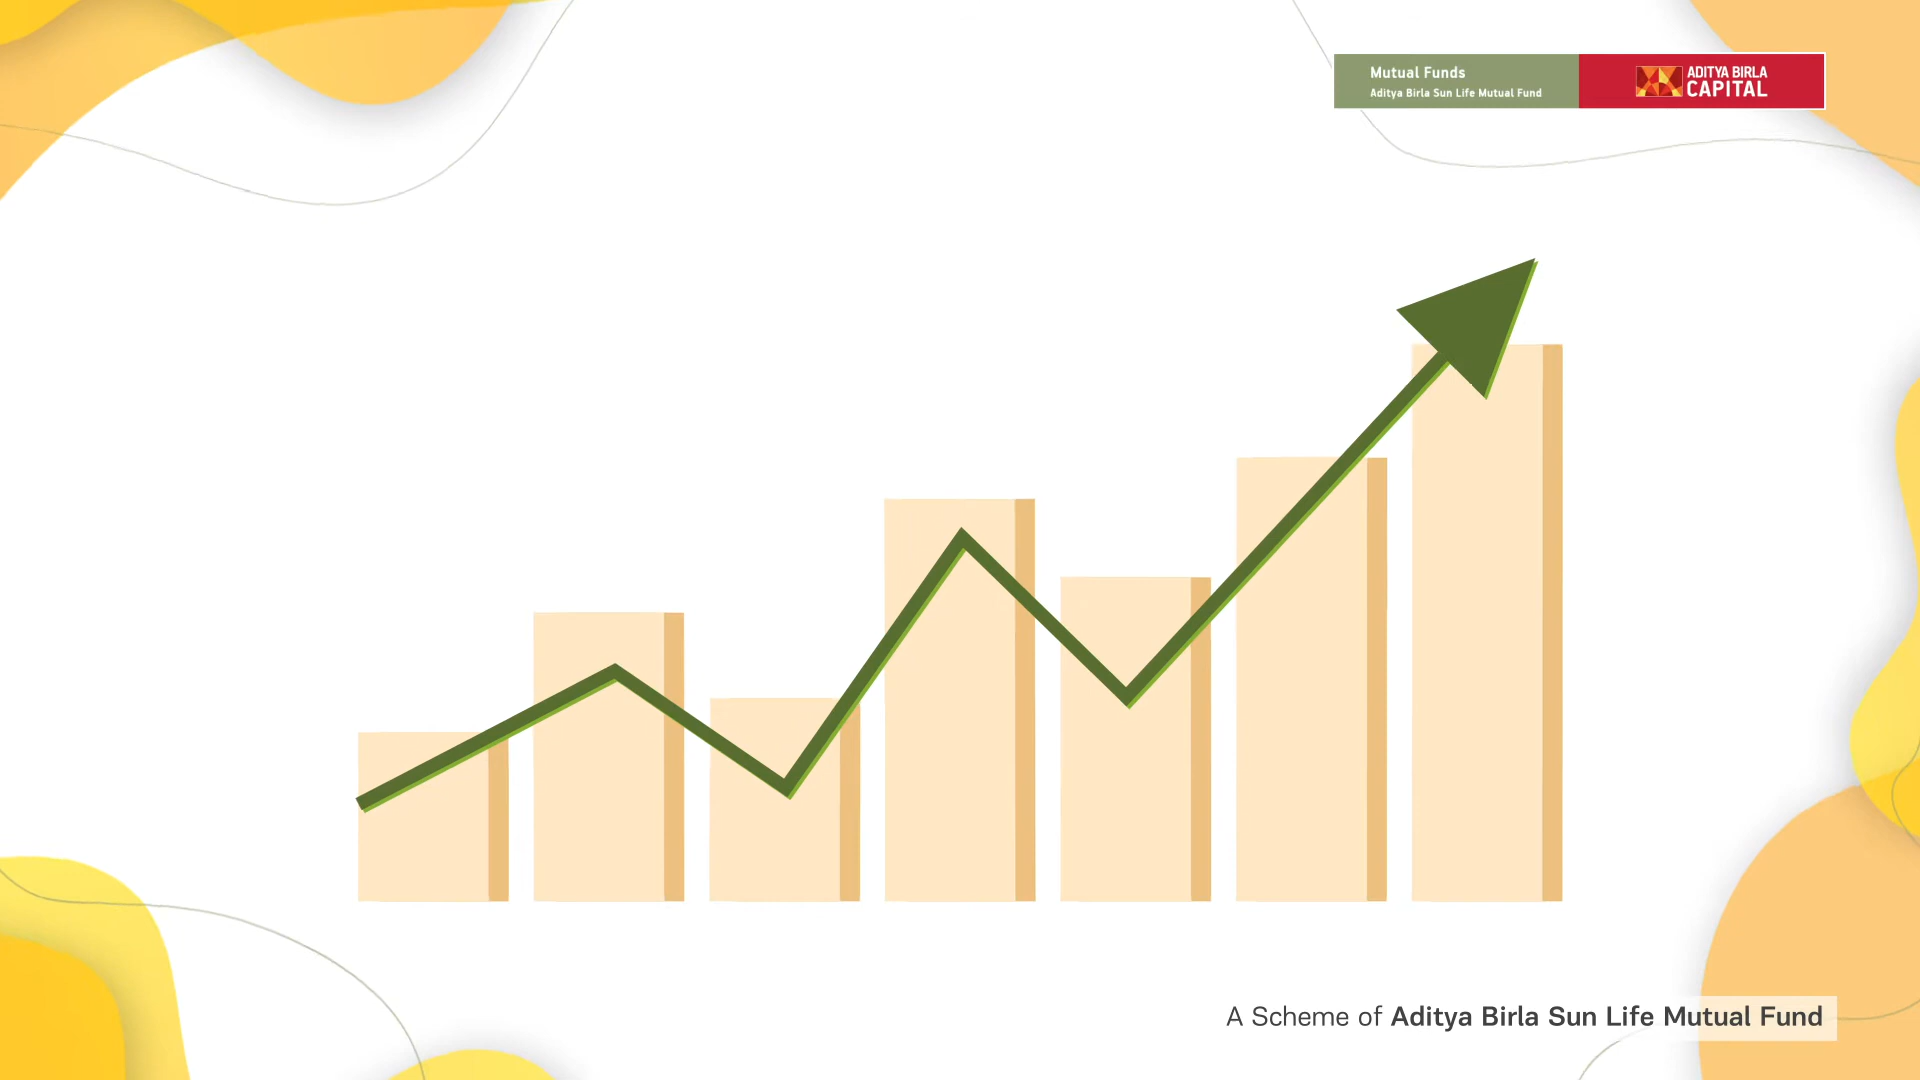 Mutual Funds
Aditya Birla Sun Life Mutual Fund
ADITYA BIRLA
CAPITAL
A Scheme of Aditya Birla Sun Life Mutual Fund